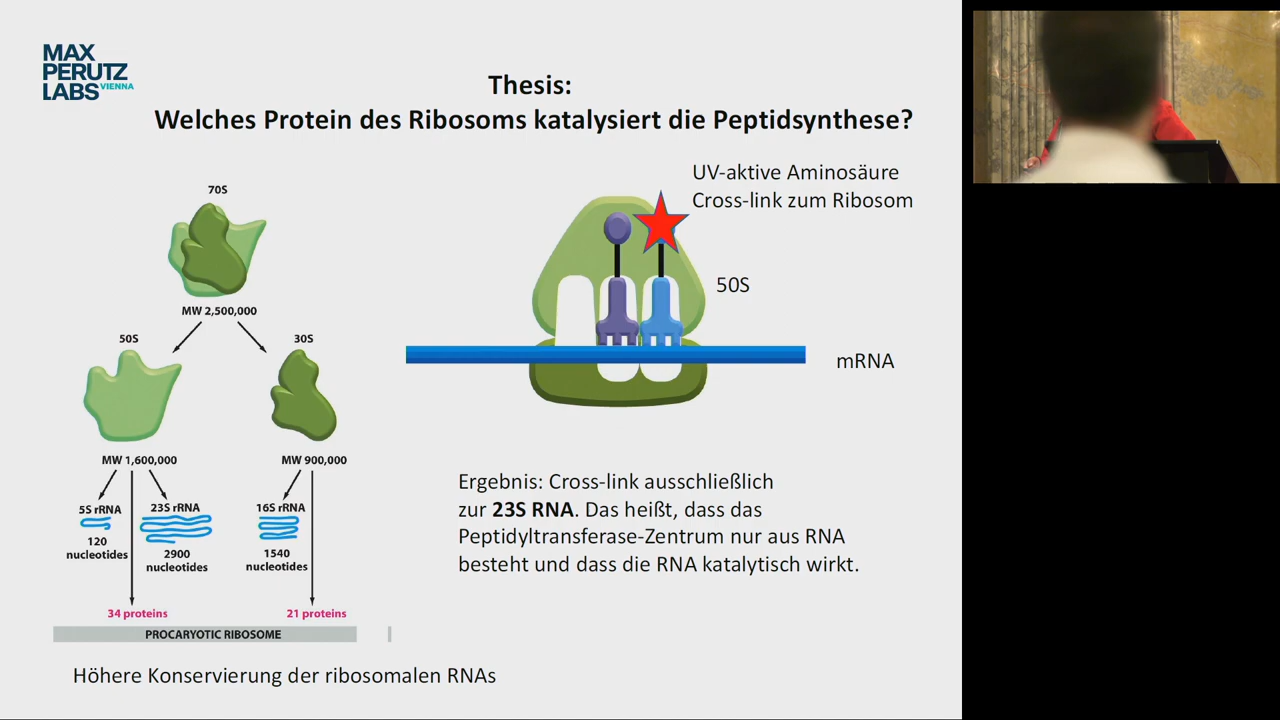 MAX
PERUTZ
LABS VIENNA
Thesis:
Welches Protein des Ribosoms katalysiert die Peptidsynthese?
70S
MW 2,500,000
50S
30S
MW 1,600,000
MW 900,000
5S rRNA
23S rRNA
16S rRNA
120
nucleotides
2900
nucleotides
1540
nucleotides
34 proteins
21 proteins
PROCARYOTIC RIBOSOME
Höhere Konservierung der ribosomalen RNAs
UV-aktive Aminosäure
Cross-link zum Ribosom
50S
mRNA
Ergebnis: Cross-link ausschließlich
zur 23S RNA. Das heißt, dass das
Peptidyltransferase-Zentrum nur aus RNA
besteht und dass die RNA katalytisch wirkt.